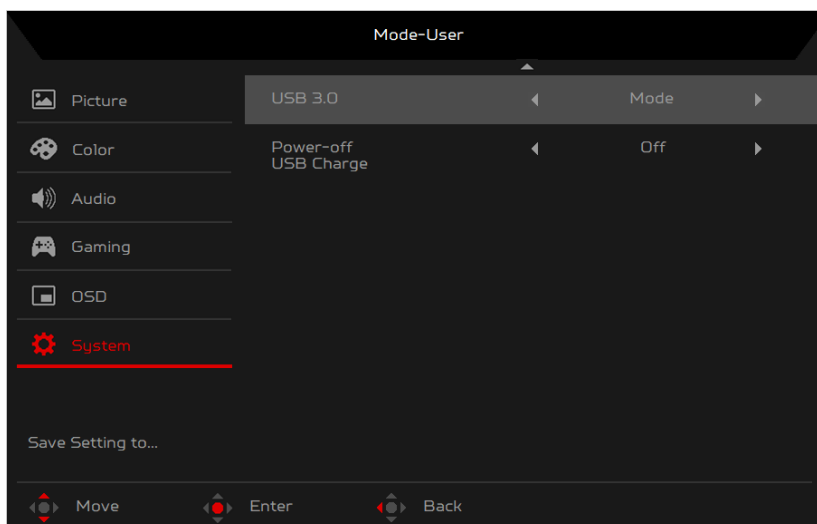 Mode-User
Picture
Color
Audio
Gaming
OSD
System
Save Setting to...
USB 3.0 Mode
Power-off Off
USB Charge
Move Enter Back